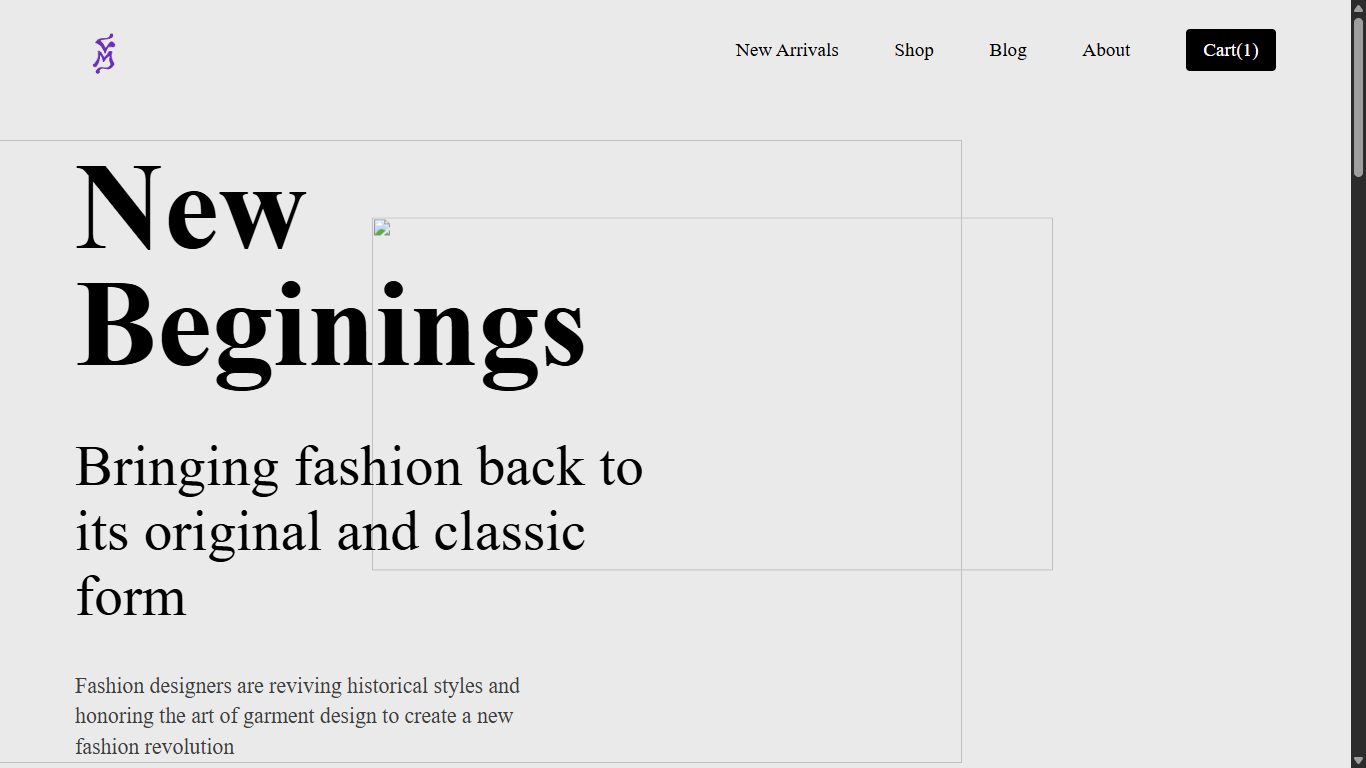 New Arrivals
Shop
Blog
About
Cart(1)
New
Beginings
Bringing fashion back to
its original and classic
form
Fashion designers are reviving historical styles and
honoring the art of garment design to create a new
fashion revolution